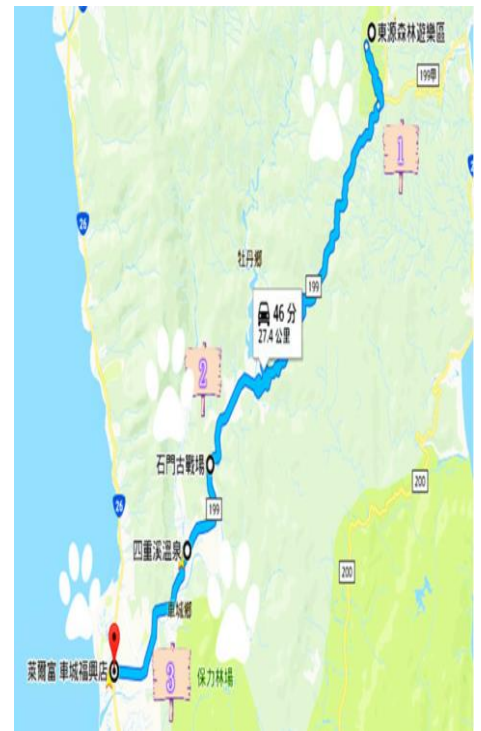 東源森林遊樂區
199甲
1
26
牡丹鄉
199
46 分
27.4 公里
2
石門古戰場
200
26
199
四重溪溫泉
200
車城鄉
萊爾富 車城福興店
3
保力林場